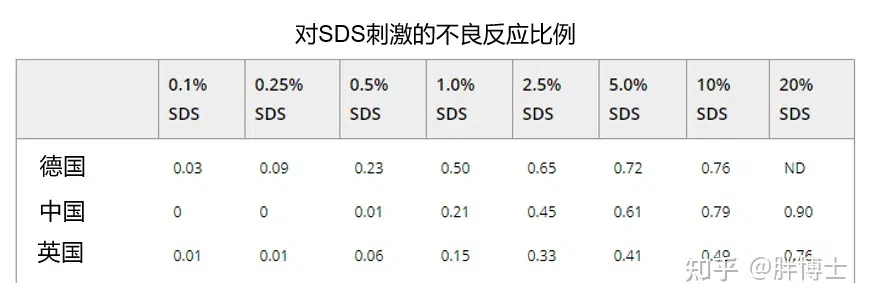 对SDS刺激的不良反应比例
0.1% SDS 0.25% SDS 0.5% SDS 1.0% SDS 2.5% SDS 5.0% SDS 10% SDS 20% SDS
德国 0.03 0.09 0.23 0.50 0.65 0.72 0.76 ND
中国 0 0 0.01 0.21 0.45 0.61 0.79 0.90
英国 0.01 0.01 0.06 0.15 0.33 0.41 0.49 0.76
知乎 @胖博士